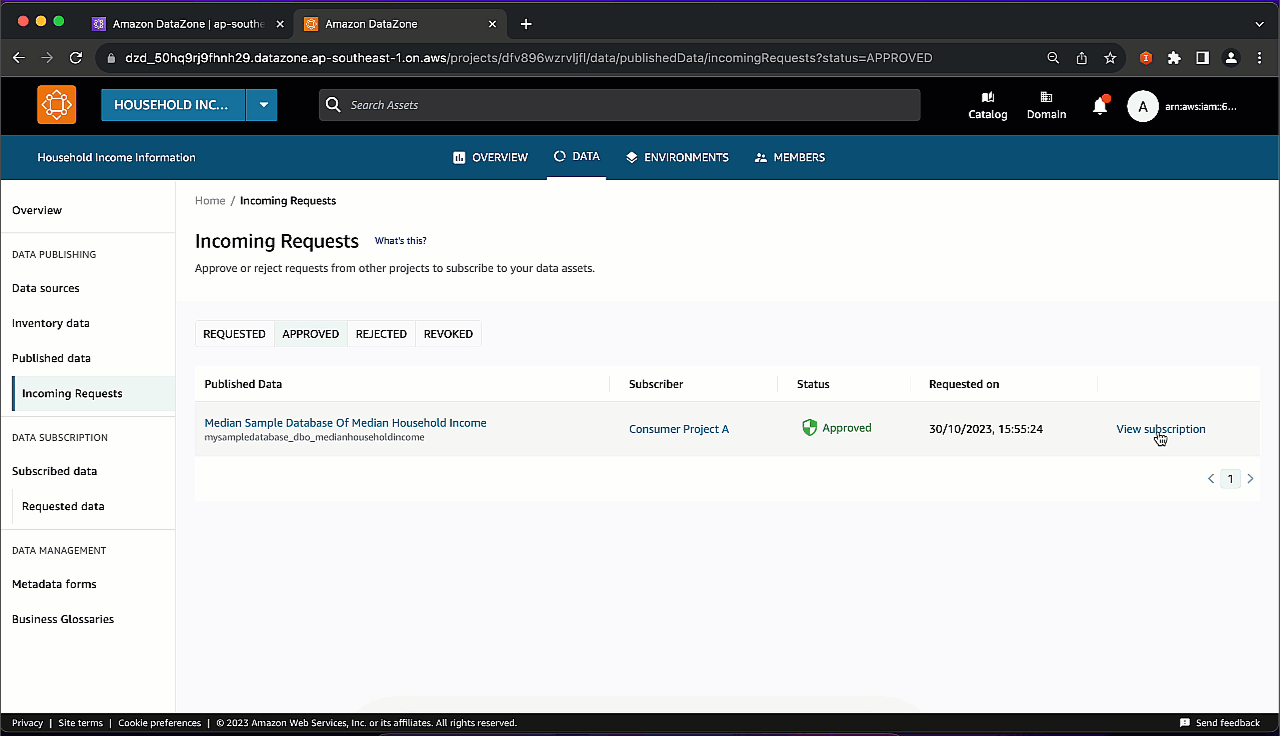 Amazon DataZone | ap-southe
Amazon DataZone
dzd_50hq9rj9fhnh29.datazone.ap-southeast-1.on.aws/projects/dfv896wzrvljfl/data/publishedData/incomingRequests?status=APPROVED
HOUSEHOLD INC...
Search Assets
Catalog
Domain
A
arn:aws:iam::6...
Household Income Information
OVERVIEW
DATA
ENVIRONMENTS
MEMBERS
Overview
DATA PUBLISHING
Data sources
Inventory data
Published data
Incoming Requests
DATA SUBSCRIPTION
Subscribed data
Requested data
DATA MANAGEMENT
Metadata forms
Business Glossaries
Home / Incoming Requests
Incoming Requests What's this?
Approve or reject requests from other projects to subscribe to your data assets.
REQUESTED APPROVED REJECTED REVOKED
Published Data Subscriber Status Requested on
Median Sample Database Of Median Household Income
mysampledatabase_dbo_medianhouseholdincome
Consumer Project A
Approved
30/10/2023, 15:55:24
View subscription
1
Privacy | Site terms | Cookie preferences | © 2023 Amazon Web Services, Inc. or its affiliates. All rights reserved.
Send feedback